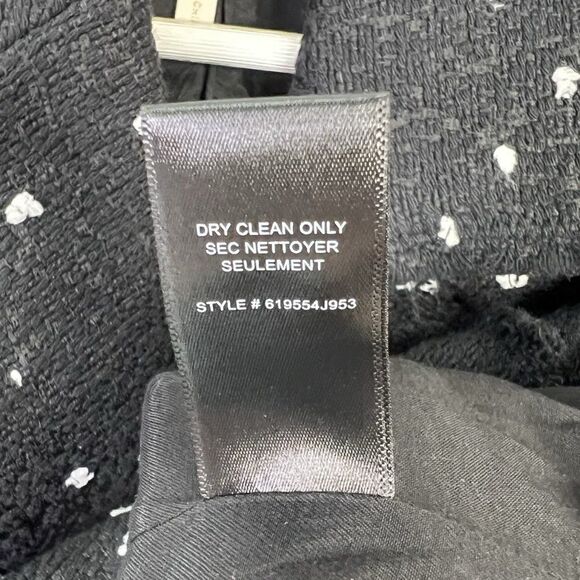 DRY CLEAN ONLY
SEC NETTOYER
SEULEMENT
STYLE # 619554J953